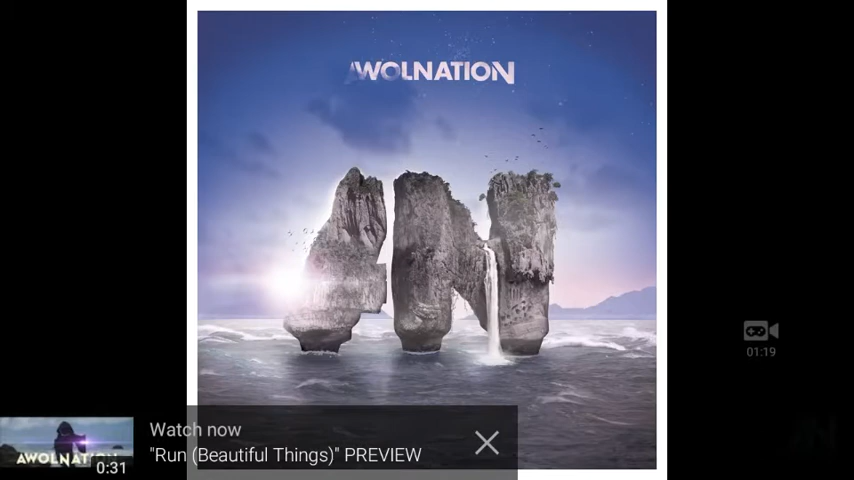 AWOLNATION
01:19
Watch now
"Run (Beautiful Things)" PREVIEW
AWOLNATION
0:31